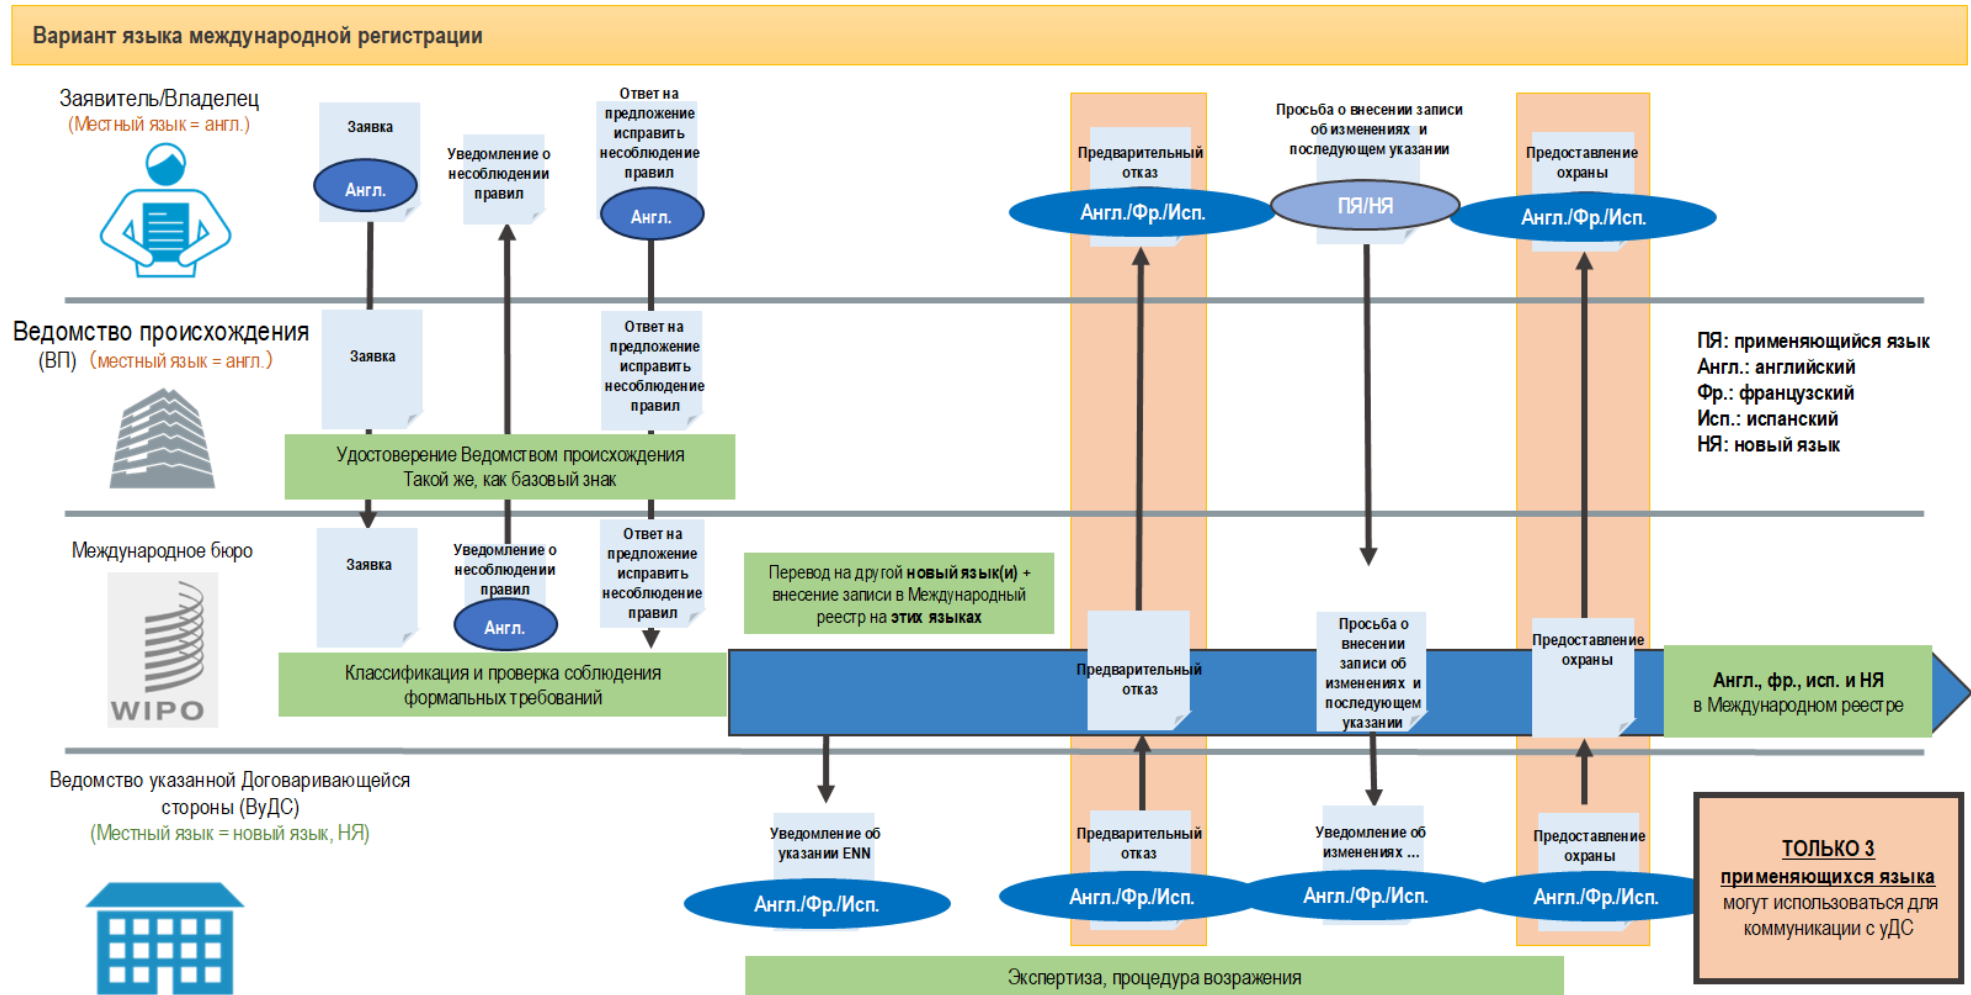 Вариант языка международной регистрации
Заявитель/Владелец
(Местный язык = англ.)
Заявка
Англ.
Уведомление о
несоблюдении
правил
ответ на
предложение
исправить
несоблюдение
правил
Англ.
Предварительный
отказ
Англ./Фр./Исп.
Просьба о внесении записи
об изменениях и
последующем указании
ПЯ/НЯ
Предоставление
охраны
Англ./Фр./Исп.
Ведомство происхождения
(ВП) (местный язык = англ.)
Заявка
Ответ на
предложение
исправить
несоблюдение
правил
Удостоверение Ведомством происхождения
Такой же, как базовый знак
ПЯ: применяющийся язык
Англ.: английский
Фр.: французский
Исп.: испанский
НЯ: новый язык
Международное бюро
WIPO
Заявка
Уведомление о
несоблюдении
правил
Англ.
Ответ на
предложение
исправить
несоблюдение
правил
Классификация и проверка соблюдения
формальных требований
Перевод на другой новый язык(и) +
внесение записи в Международный
реестр на этих языках
Предварительный
отказ
Просьба о
внесении
записи об
изменениях и
последующем
указании
Предоставление
охраны
Англ., фр., исп. и НЯ
в Международном реестре
Ведомство указанной Договаривающейся
стороны (ВуДС)
(Местный язык = новый язык, НЯ)
Уведомление об
указании ENN
Англ./Фр./Исп.
Предварительный
отказ
Англ./Фр./Исп.
Уведомление об
изменениях ...
Англ./Фр./Исп.
Предоставление
охраны
Англ./Фр./Исп.
ТОЛЬКО 3
применяющихся языка
могут использоваться для
коммуникации с уДС
Экспертиза, процедура возражения